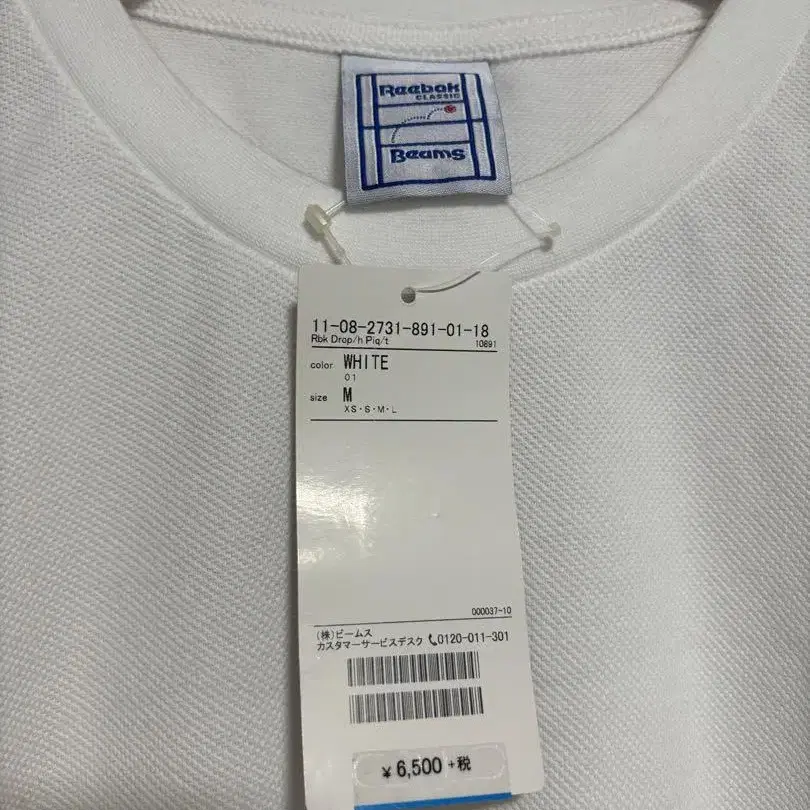 Reebok
CLASSIC
Beams
11-08-2731-891-01-18
Rbk Drop/h Piq/t 10891
color WHITE
01
size M
XS・S・M・L
000037-10
(株)ビームス
カスタマーサービスデスク 0120-011-301
¥6,500+税